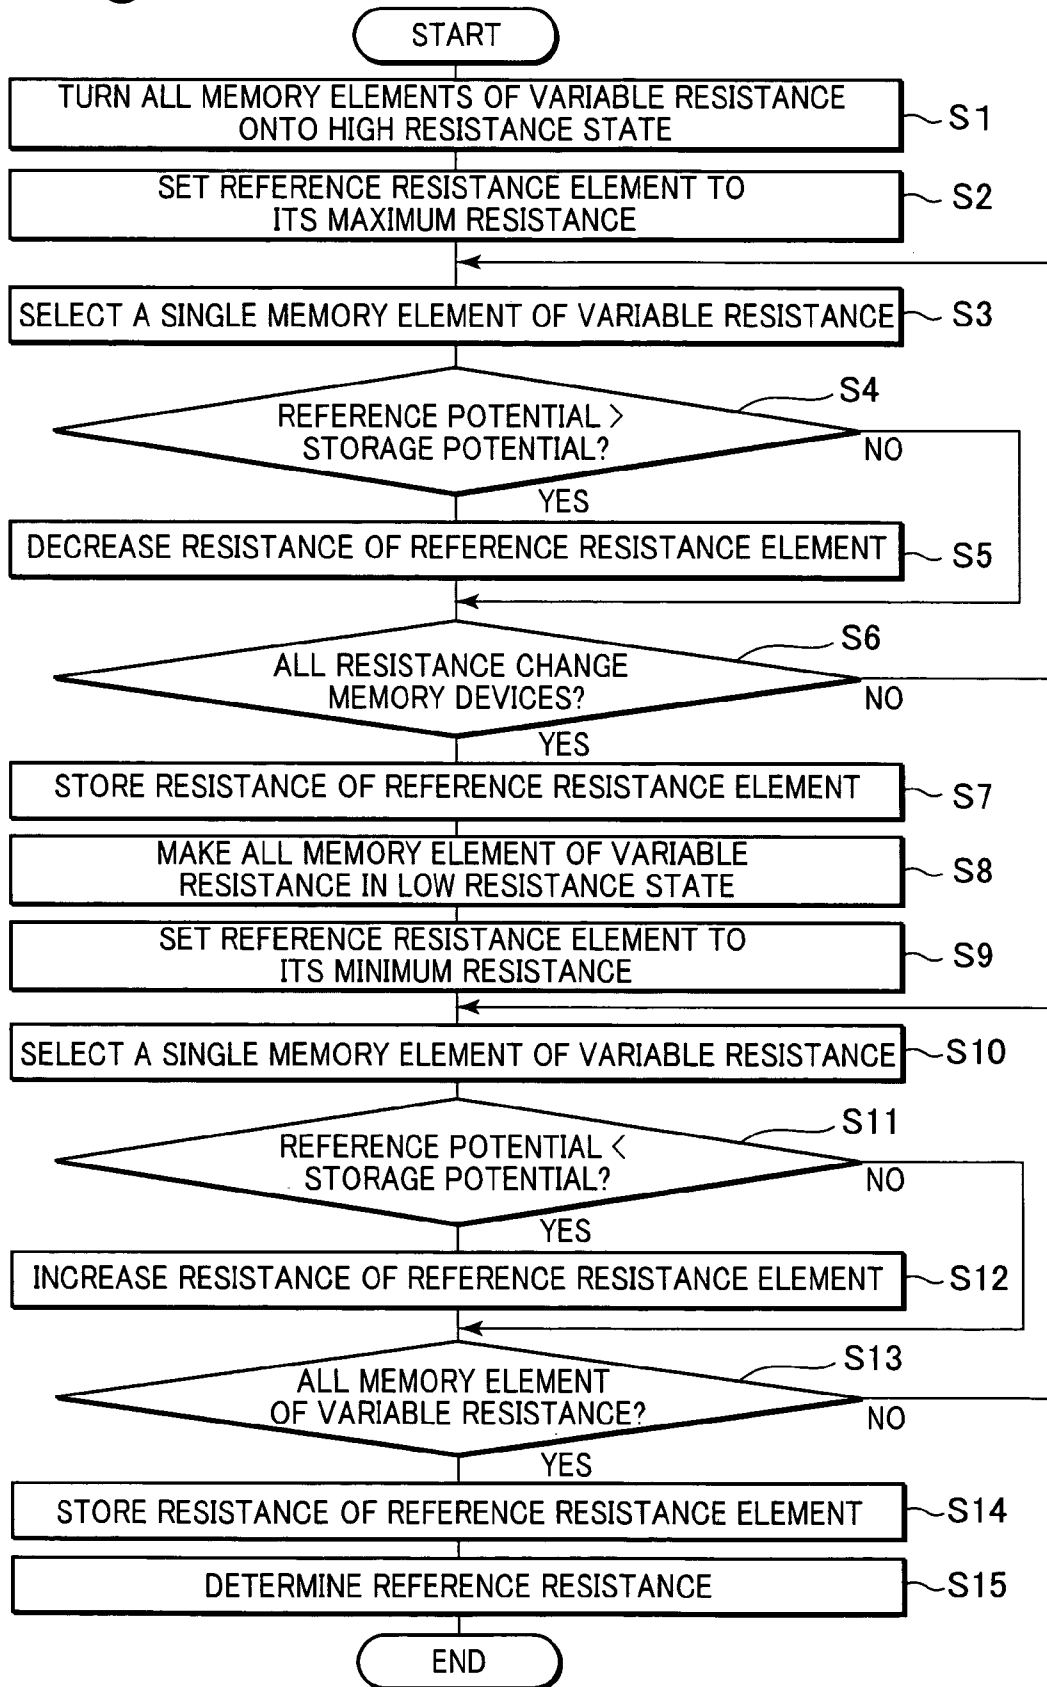 START
TURN ALL MEMORY ELEMENTS OF VARIABLE RESISTANCE
ONTO HIGH RESISTANCE STATE
S1
SET REFERENCE RESISTANCE ELEMENT TO
ITS MAXIMUM RESISTANCE
S2
SELECT A SINGLE MEMORY ELEMENT OF VARIABLE RESISTANCE
S3
REFERENCE POTENTIAL >
STORAGE POTENTIAL?
S4
NO
YES
DECREASE RESISTANCE OF REFERENCE RESISTANCE ELEMENT
S5
ALL RESISTANCE CHANGE
MEMORY DEVICES?
S6
NO
YES
STORE RESISTANCE OF REFERENCE RESISTANCE ELEMENT
S7
MAKE ALL MEMORY ELEMENT OF VARIABLE
RESISTANCE IN LOW RESISTANCE STATE
S8
SET REFERENCE RESISTANCE ELEMENT TO
ITS MINIMUM RESISTANCE
S9
SELECT A SINGLE MEMORY ELEMENT OF VARIABLE RESISTANCE
S10
REFERENCE POTENTIAL <
STORAGE POTENTIAL?
S11
NO
YES
INCREASE RESISTANCE OF REFERENCE RESISTANCE ELEMENT
S12
ALL MEMORY ELEMENT
OF VARIABLE RESISTANCE?
S13
NO
YES
STORE RESISTANCE OF REFERENCE RESISTANCE ELEMENT
S14
DETERMINE REFERENCE RESISTANCE
S15
END